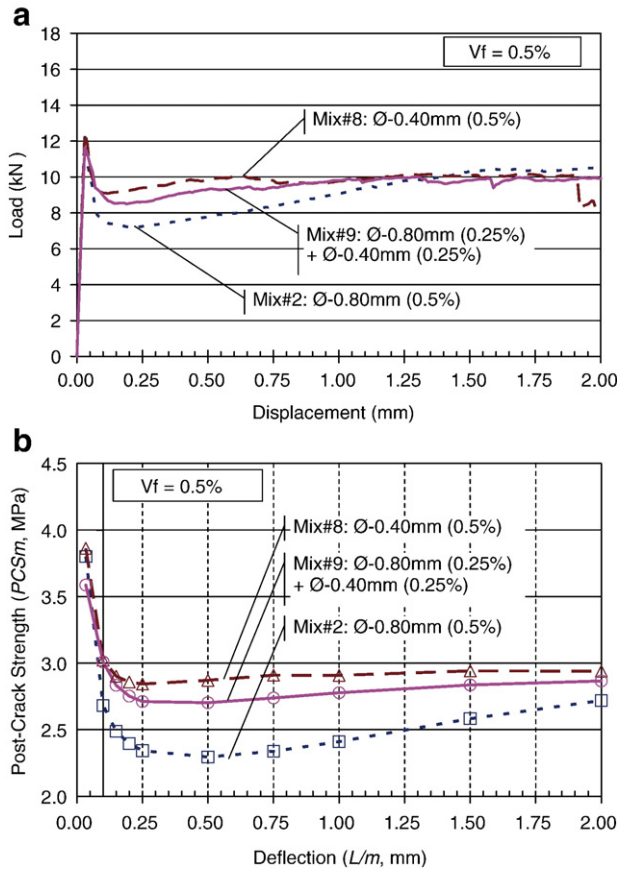 a
18
16
14
12
10
8
6
4
2
0
Load (kN)
Vf = 0.5%
Mix#8: Ø-0.40mm (0.5%)
Mix#9: Ø-0.80mm (0.25%)
+ Ø-0.40mm (0.25%)
Mix#2: Ø-0.80mm (0.5%)
0.00 0.25 0.50 0.75 1.00 1.25 1.50 1.75 2.00
Displacement (mm)
b
4.5
4.0
3.5
3.0
2.5
2.0
Post-Crack Strength (PCSm, MPa)
Vf = 0.5%
Mix#8: Ø-0.40mm (0.5%)
Mix#9: Ø-0.80mm (0.25%)
+ Ø-0.40mm (0.25%)
Mix#2: Ø-0.80mm (0.5%)
0.00 0.25 0.50 0.75 1.00 1.25 1.50 1.75 2.00
Deflection (L/m, mm)